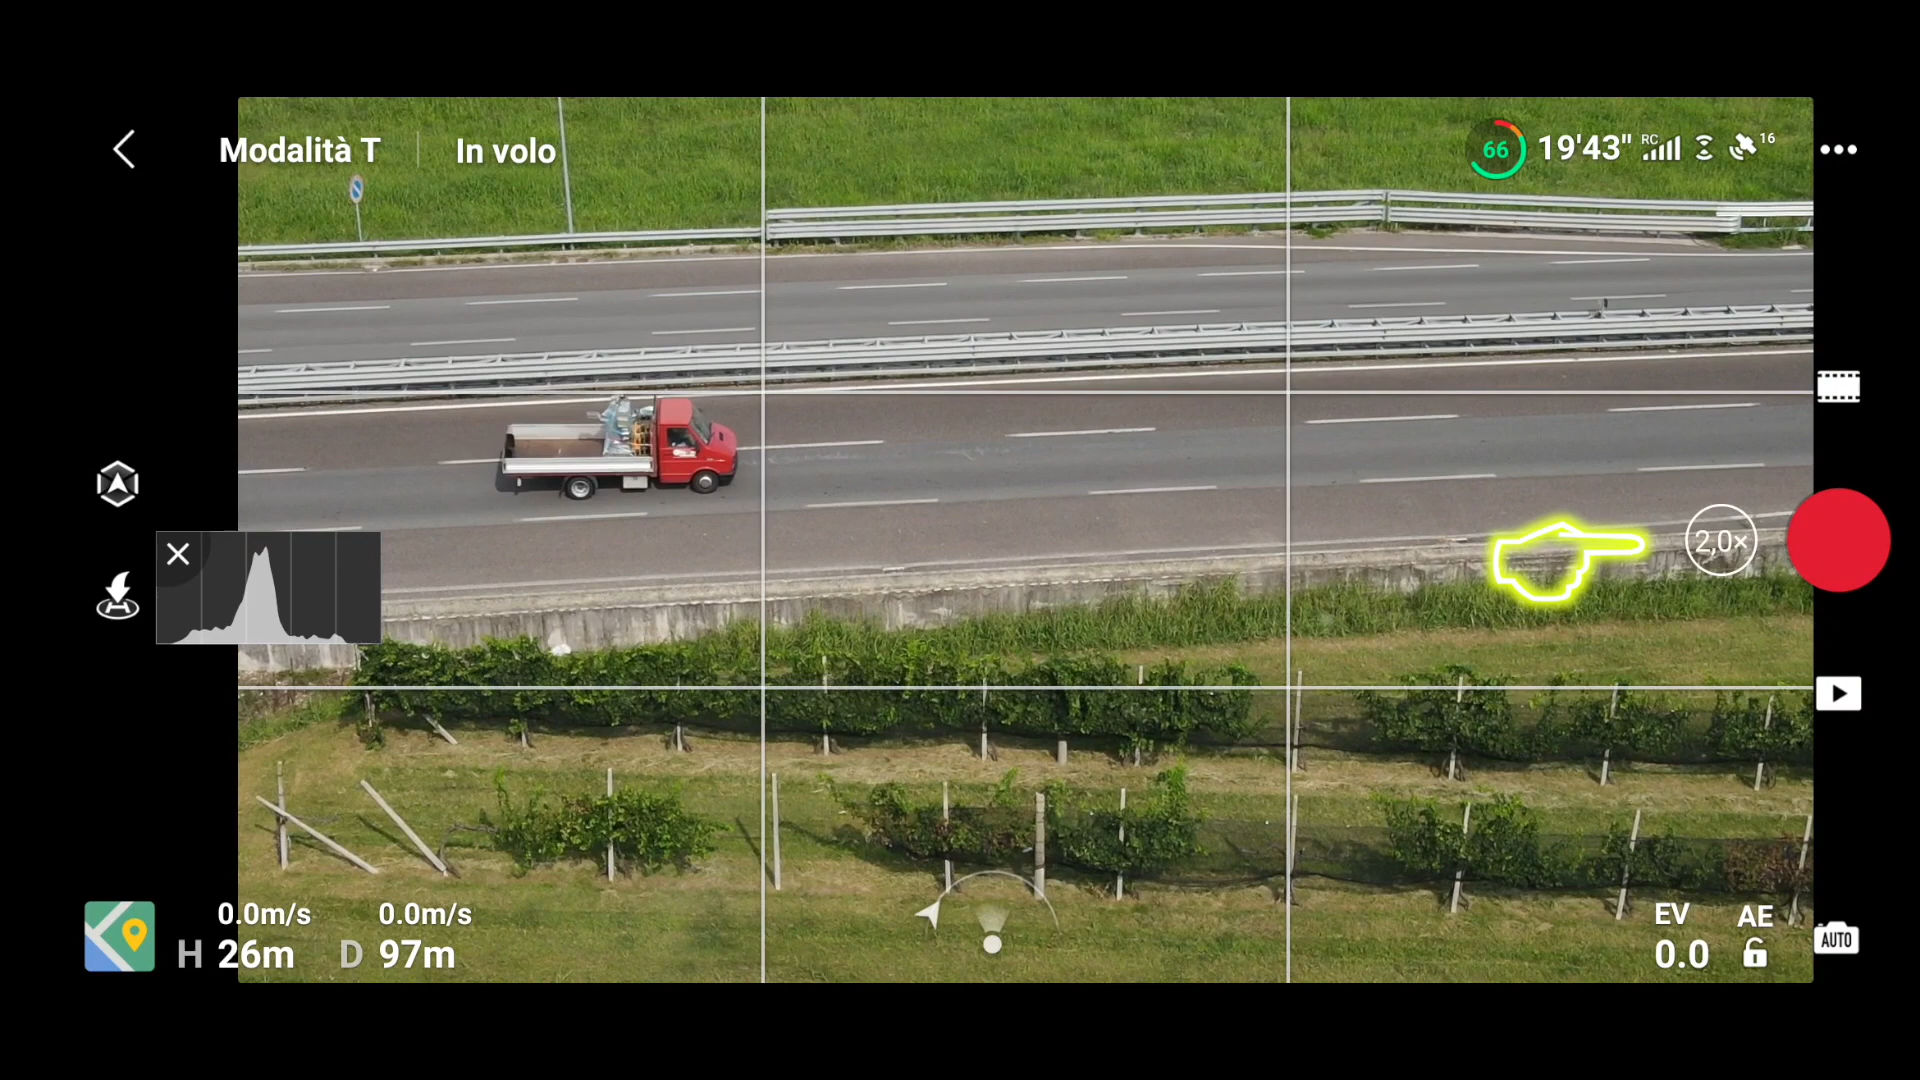 Modalità T
In volo
66
19'43"
RC
16
2,0×
0.0m/s
0.0m/s
H 26m
D 97m
EV
0.0
AE
AUTO